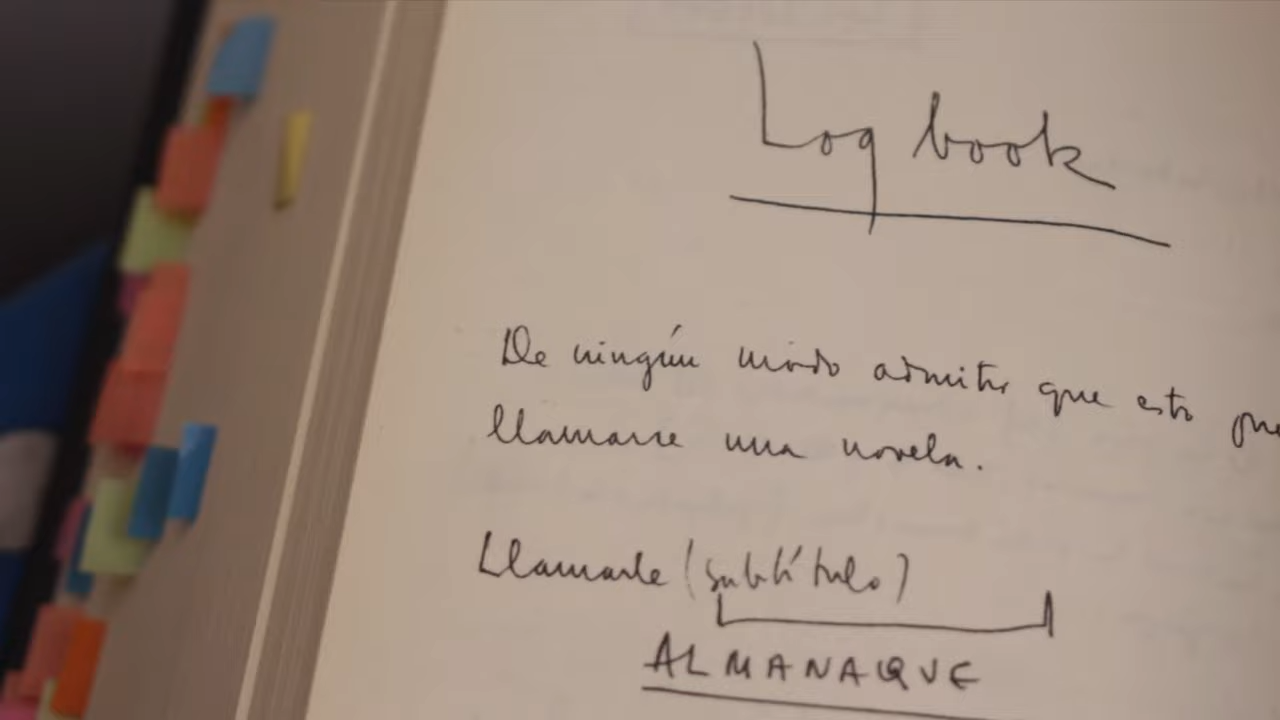 Log book
De ningún modo admitir que esto
llamarse una novela.
Llamarle (subtítulo)
ALMANAQUE